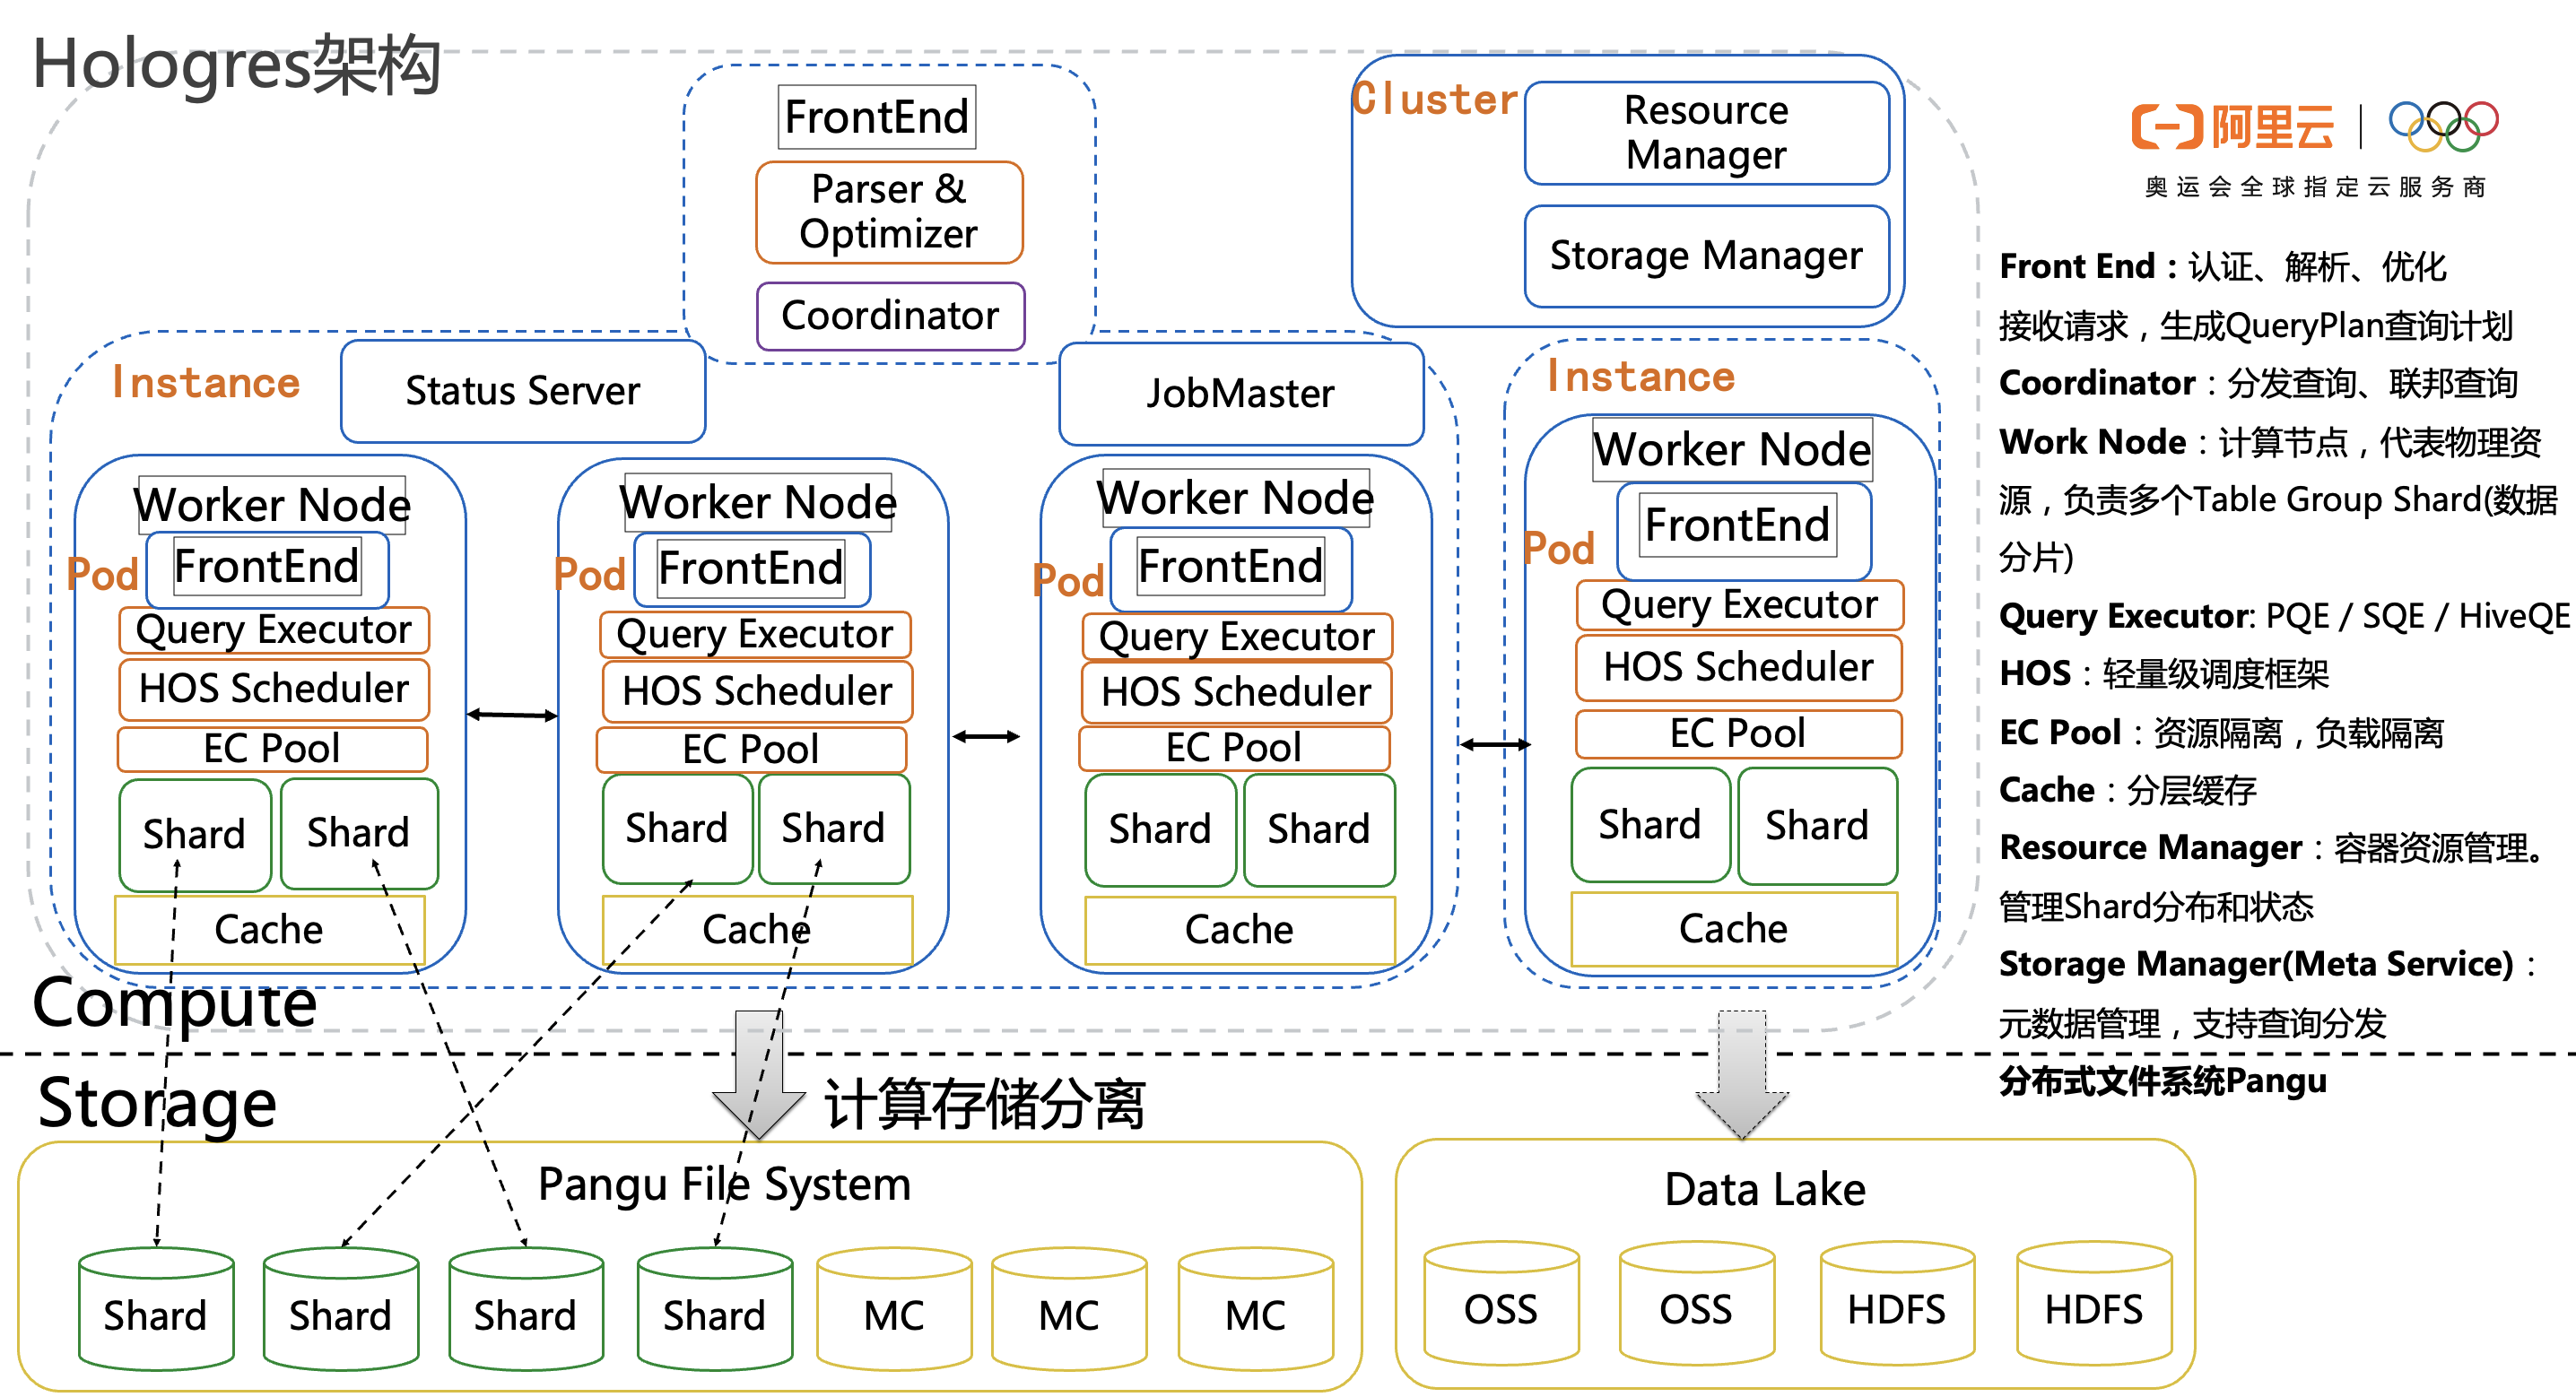 Hologres架构
FrontEnd
Parser &
Optimizer
Coordinator
Cluster
Resource
Manager
Storage Manager
阿里云
奥运会全球指定云服务商
Instance
Status Server
JobMaster
Worker Node
Pod
FrontEnd
Query Executor
HOS Scheduler
EC Pool
Shard
Shard
Cache
Worker Node
Pod
FrontEnd
Query Executor
HOS Scheduler
EC Pool
Shard
Shard
Cache
Worker Node
Pod
FrontEnd
Query Executor
HOS Scheduler
EC Pool
Shard
Shard
Cache
Instance
Worker Node
Pod
FrontEnd
Query Executor
HOS Scheduler
EC Pool
Shard
Shard
Cache
Compute
Storage
计算存储分离
Pangu File System
Shard
Shard
Shard
Shard
MC
MC
MC
Data Lake
OSS
OSS
HDFS
HDFS
Front End：认证、解析、优化
接收请求，生成QueryPlan查询计划
Coordinator：分发查询、联邦查询
Work Node：计算节点，代表物理资
源，负责多个Table Group Shard(数据
分片)
Query Executor: PQE / SQE / HiveQE
HOS：轻量级调度框架
EC Pool：资源隔离，负载隔离
Cache：分层缓存
Resource Manager：容器资源管理。
管理Shard分布和状态
Storage Manager(Meta Service)：
元数据管理，支持查询分发
分布式文件系统Pangu